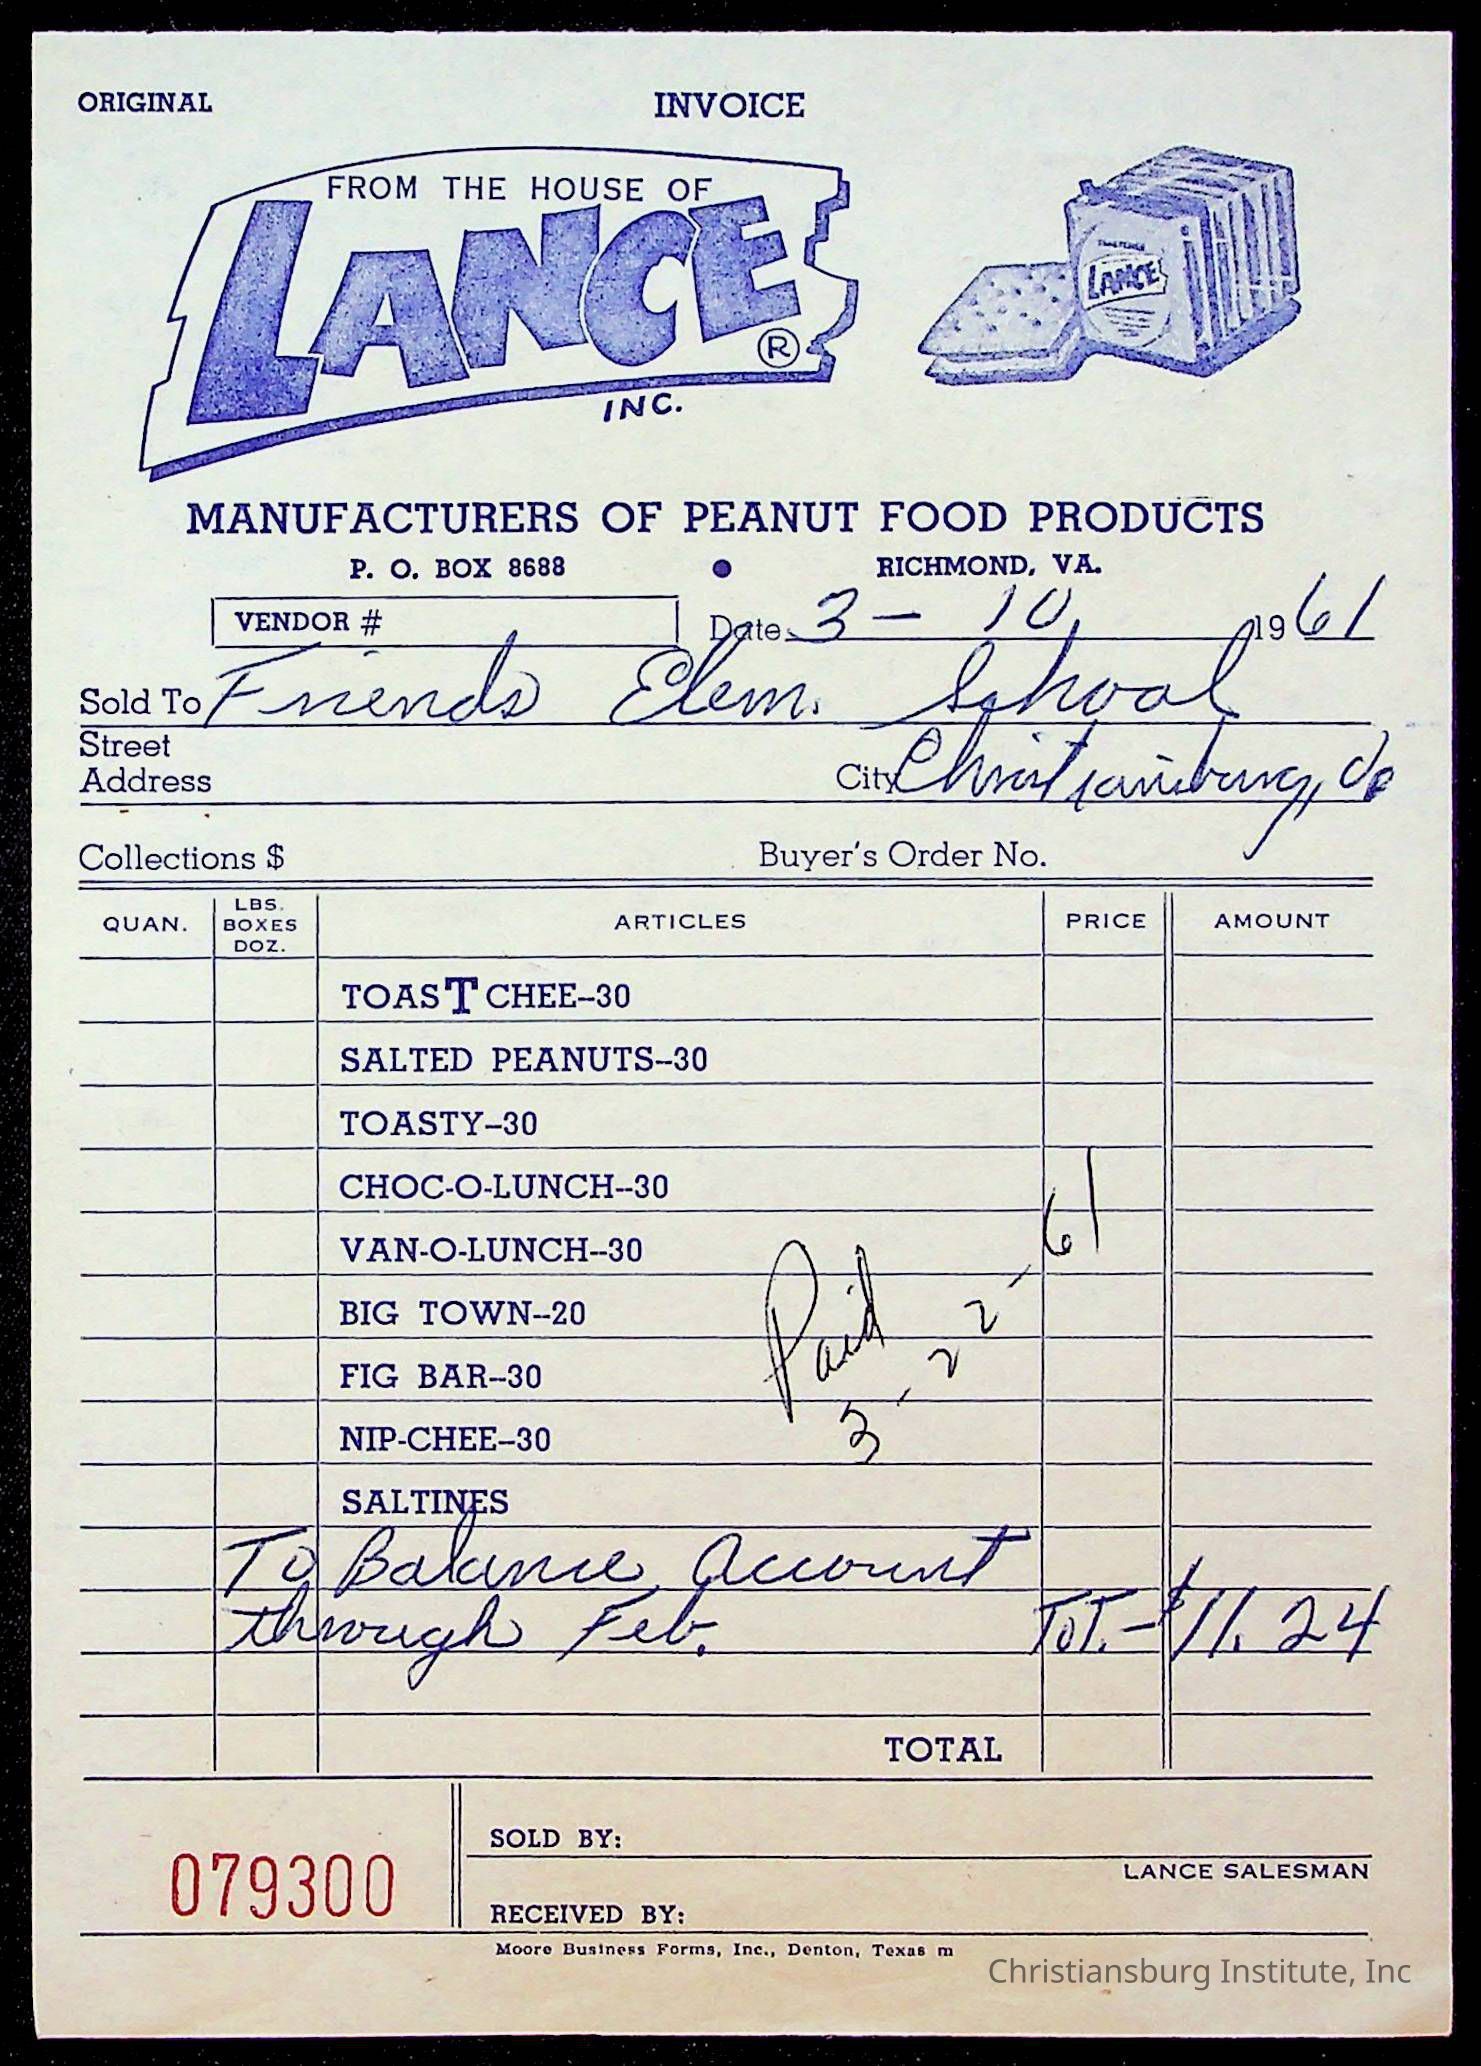 ORIGINAL INVOICE
FROM THE HOUSE OF
LANCE
LANCE ®
INC.
MANUFACTURERS OF PEANUT FOOD PRODUCTS
P. O. BOX 8688 ● RICHMOND, VA.
VENDOR # Date 3 - 10, 1961
Sold To Friends Elem. School
Street
Address City Christiansburg, Va
Collections $ Buyer's Order No.
QUAN. LBS. BOXES DOZ. ARTICLES PRICE AMOUNT
TOASTCHEE-30
SALTED PEANUTS-30
TOASTY-30
CHOC-O-LUNCH--30
VAN-O-LUNCH--30
BIG TOWN--20
FIG BAR--30
NIP-CHEE-30
SALTINES
Paid
3-22-61
To Balance Account
through Feb. Tot. - $11.24
TOTAL
079300
SOLD BY:
LANCE SALESMAN
RECEIVED BY:
Moore Business Forms, Inc., Denton, Texas m
Christiansburg Institute, Inc